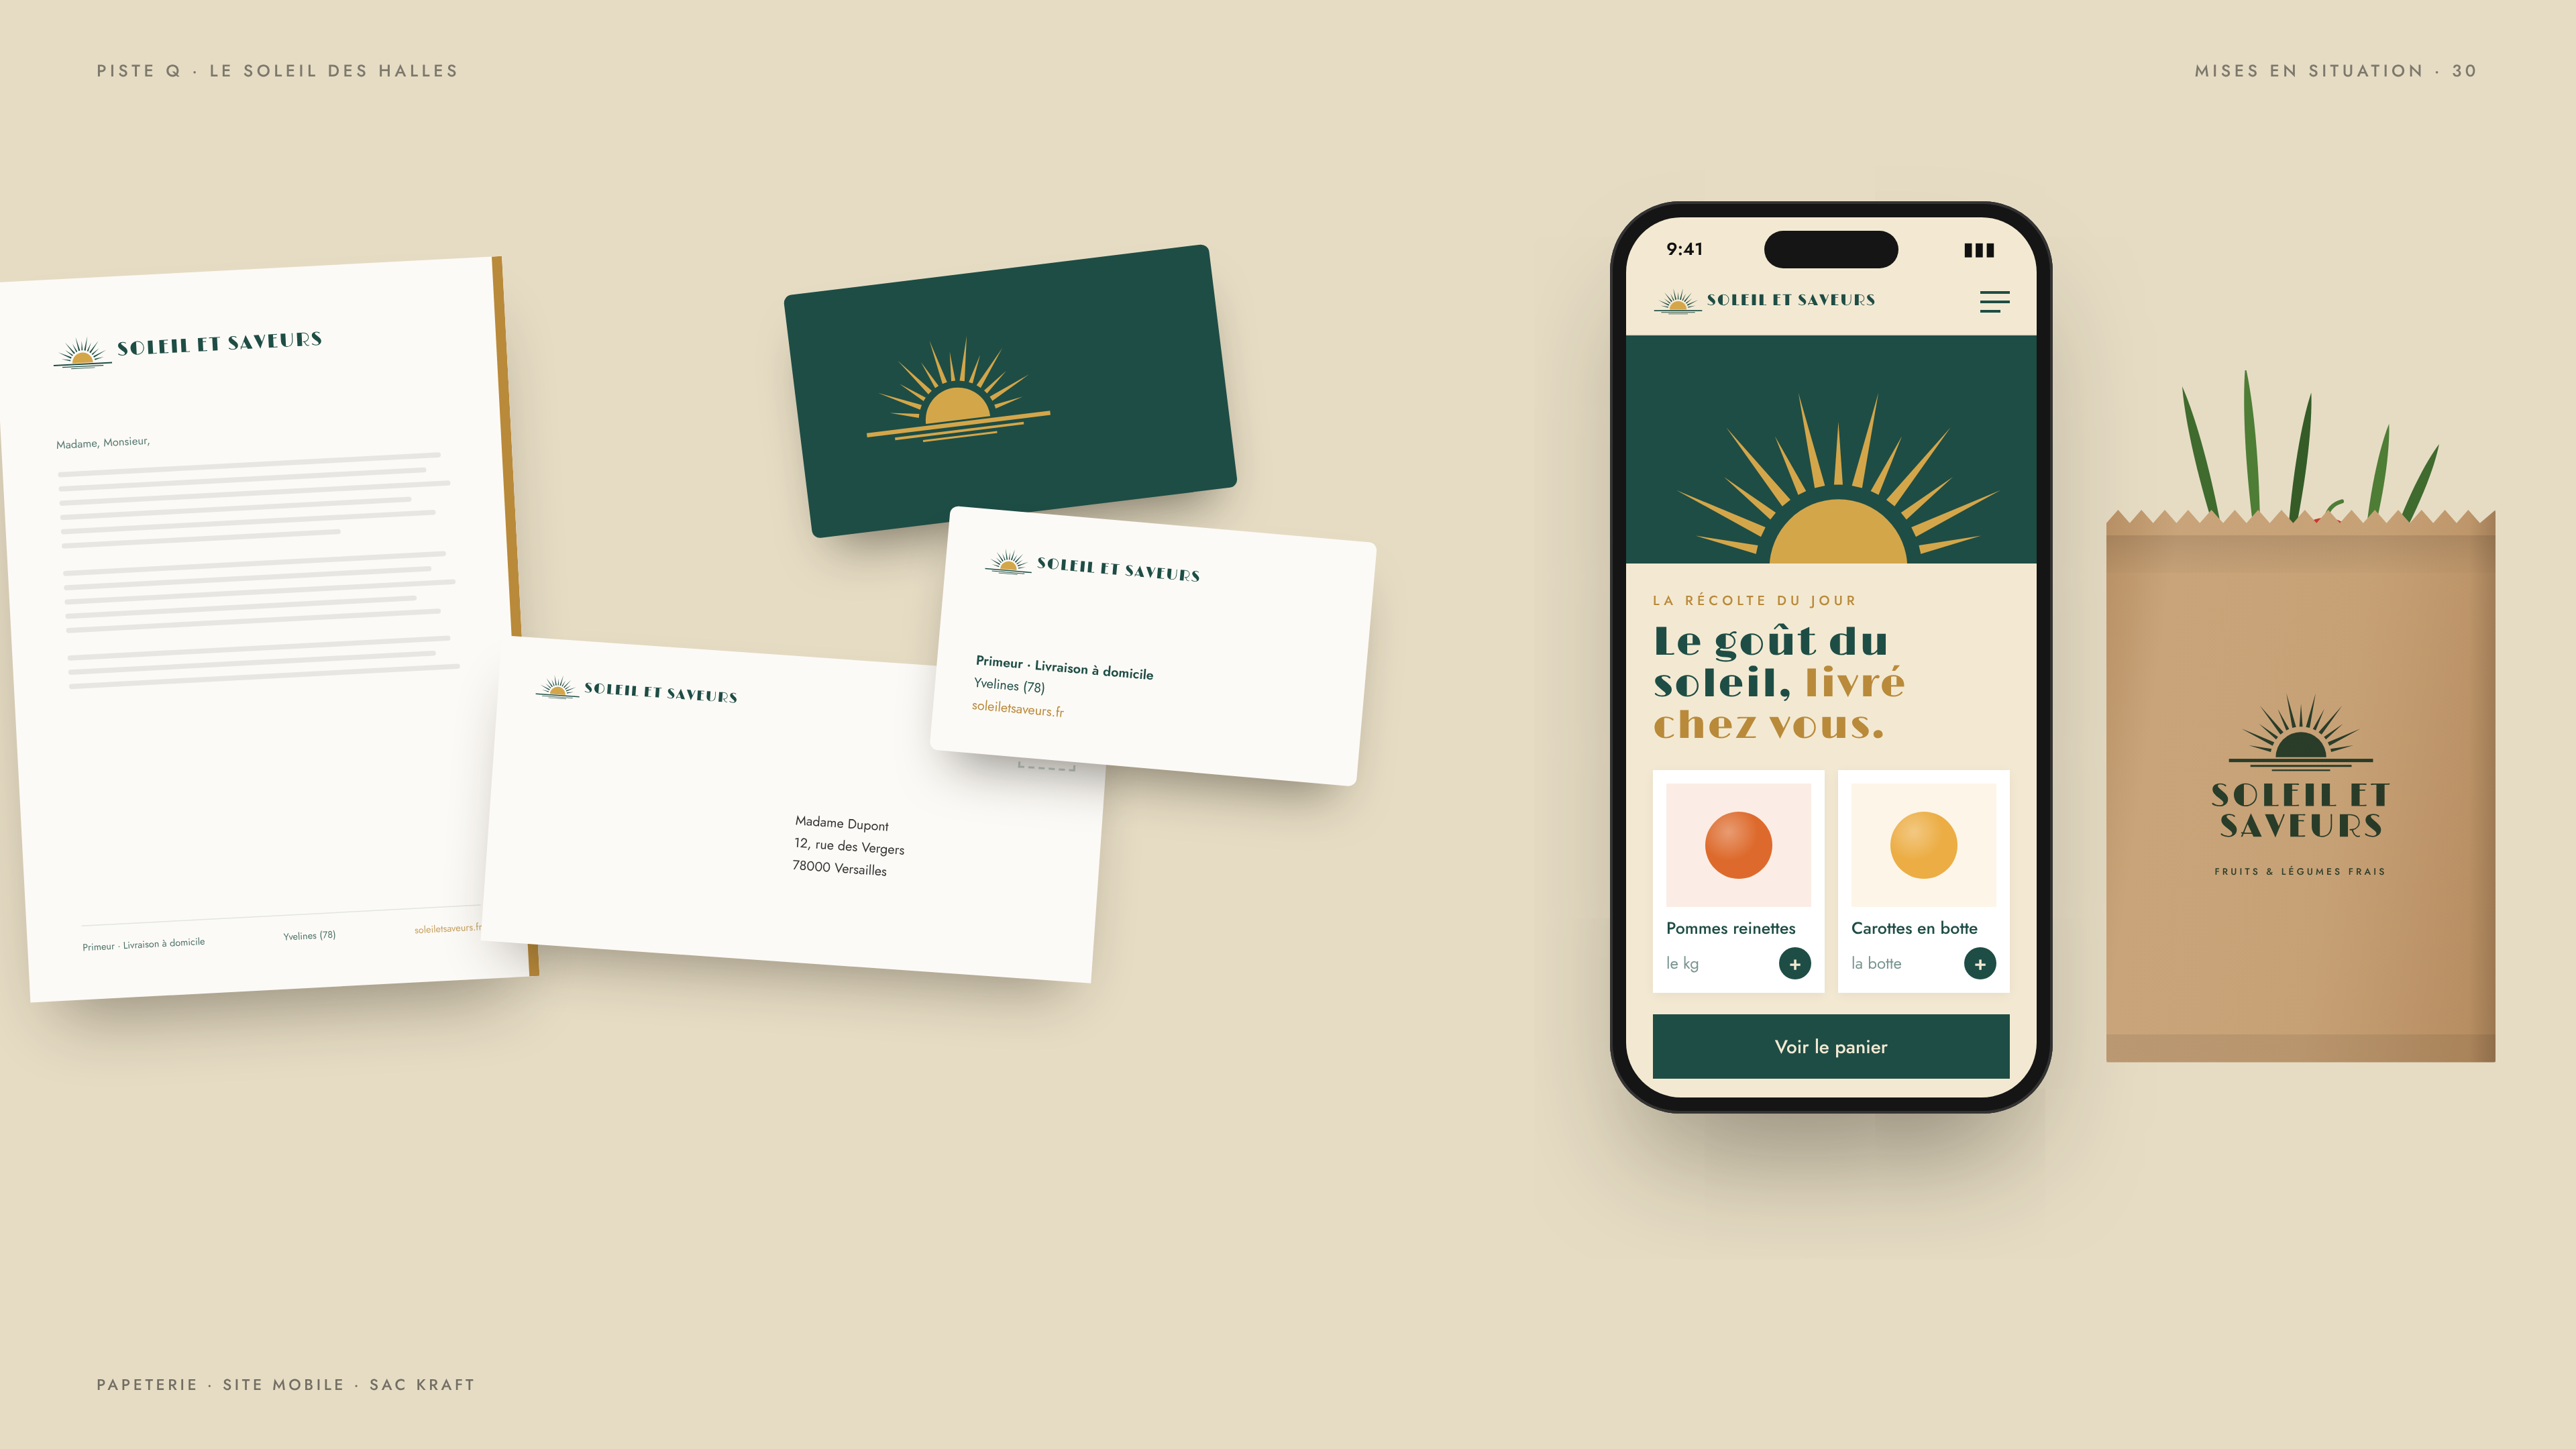 PISTE Q · LE SOLEIL DES HALLES
MISES EN SITUATION · 30
SOLEIL ET SAVEURS
Madame, Monsieur,
Primeur · Livraison à domicile
Yvelines (78)
soleiletsaveurs.fr
SOLEIL ET SAVEURS
Madame Dupont
12, rue des Vergers
78000 Versailles
SOLEIL ET SAVEURS
Primeur · Livraison à domicile
Yvelines (78)
soleiletsaveurs.fr
9:41
SOLEIL ET SAVEURS
LA RÉCOLTE DU JOUR
Le goût du
soleil, livré
chez vous.
Pommes reinettes
le kg
+
Carottes en botte
la botte
+
Voir le panier
SOLEIL ET
SAVEURS
FRUITS & LÉGUMES FRAIS
PAPETERIE · SITE MOBILE · SAC KRAFT